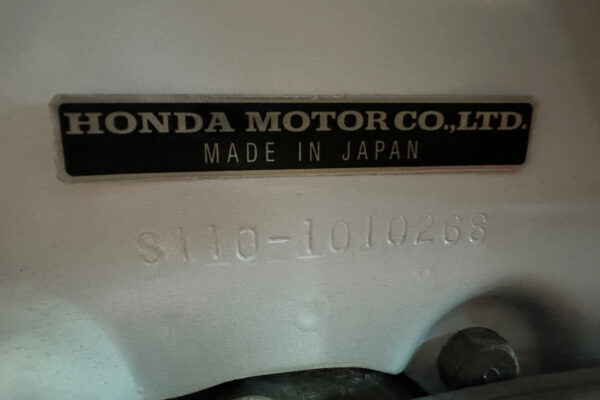 HONDA MOTOR CO.,LTD.
MADE IN JAPAN
S110-1010268